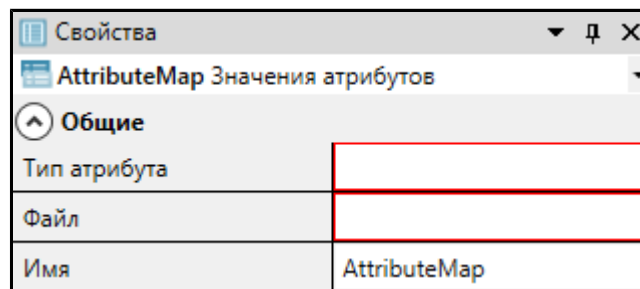 Свойства
AttributeMap Значения атрибутов
Общие
Тип атрибута
Файл
Имя AttributeMap